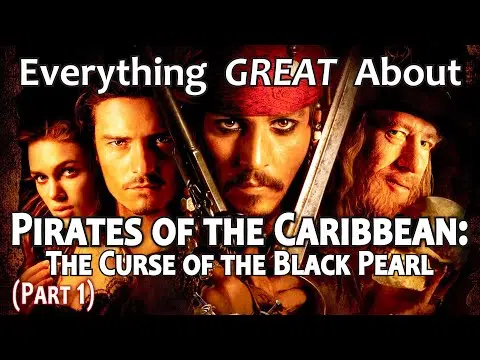 Everything GREAT About
PIRATES OF THE CARIBBEAN:
THE CURSE OF THE BLACK PEARL
(PART 1)